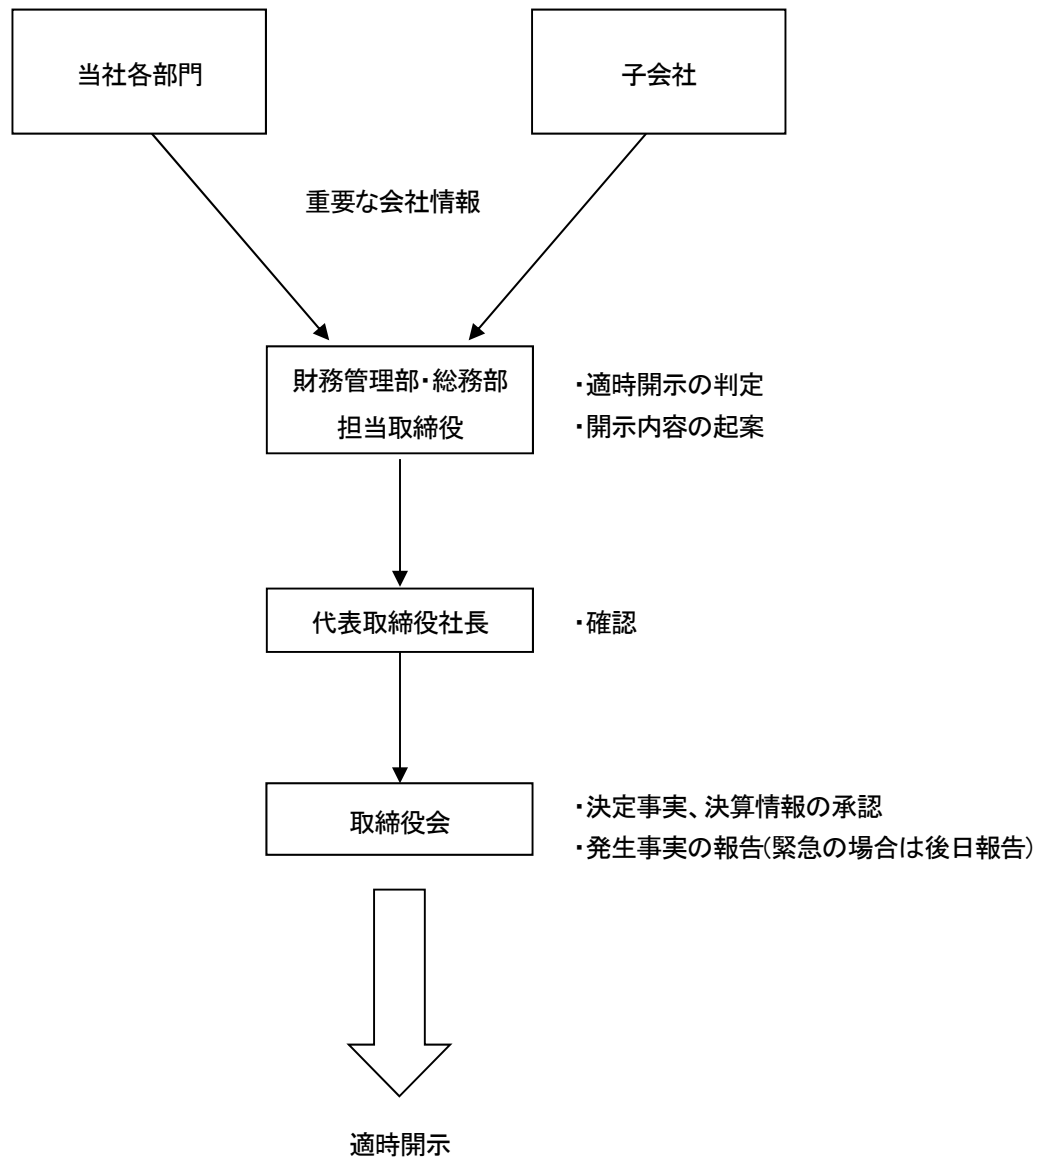 当社各部門
子会社
重要な会社情報
財務管理部・総務部
担当取締役
・適時開示の判定
・開示内容の起案
代表取締役社長
・確認
取締役会
・決定事実、決算情報の承認
・発生事実の報告(緊急の場合は後日報告)
適時開示